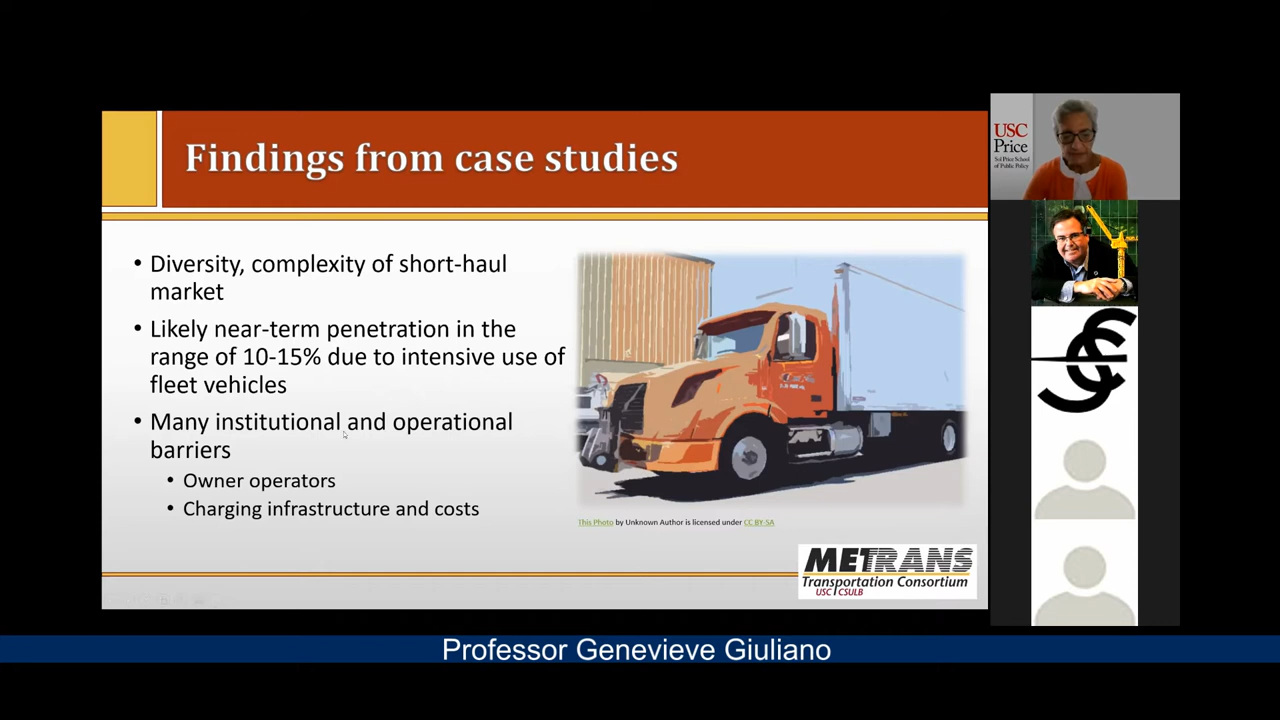 Findings from case studies
• Diversity, complexity of short-haul
market
• Likely near-term penetration in the
range of 10-15% due to intensive use of
fleet vehicles
• Many institutional and operational
barriers
• Owner operators
• Charging infrastructure and costs
This Photo by Unknown Author is licensed under CC BY-SA
METRANS
Transportation Consortium
USC CSULB
USC
Price
Sol Price School
of Public Policy
Professor Genevieve Giuliano